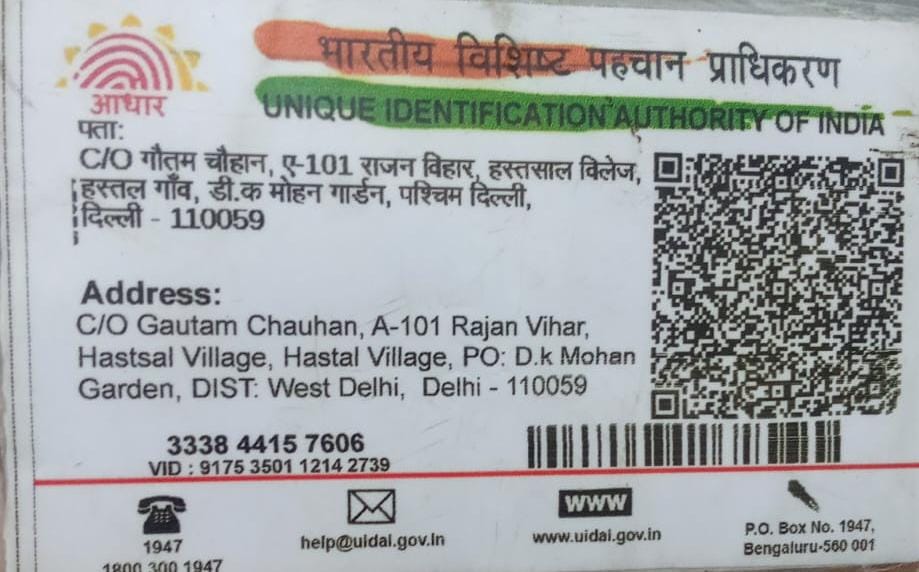 भारतीय विशिष्ट पहचान प्राधिकरण
आधार
UNIQUE IDENTIFICATION AUTHORITY OF INDIA
पता:
C/O गौतम चौहान, ए-101 राजन विहार, हस्तसाल विलेज,
हस्तल गाँव, डी.क मोहन गार्डन, पश्चिम दिल्ली,
दिल्ली - 110059
Address:
C/O Gautam Chauhan, A-101 Rajan Vihar,
Hastsal Village, Hastal Village, PO: D.k Mohan
Garden, DIST: West Delhi, Delhi - 110059
3338 4415 7606
VID : 9175 3501 1214 2739
1947
1800 300 1947
help@uidai.gov.in
www
www.uidai.gov.in
P.O. Box No. 1947,
Bengaluru-560 001